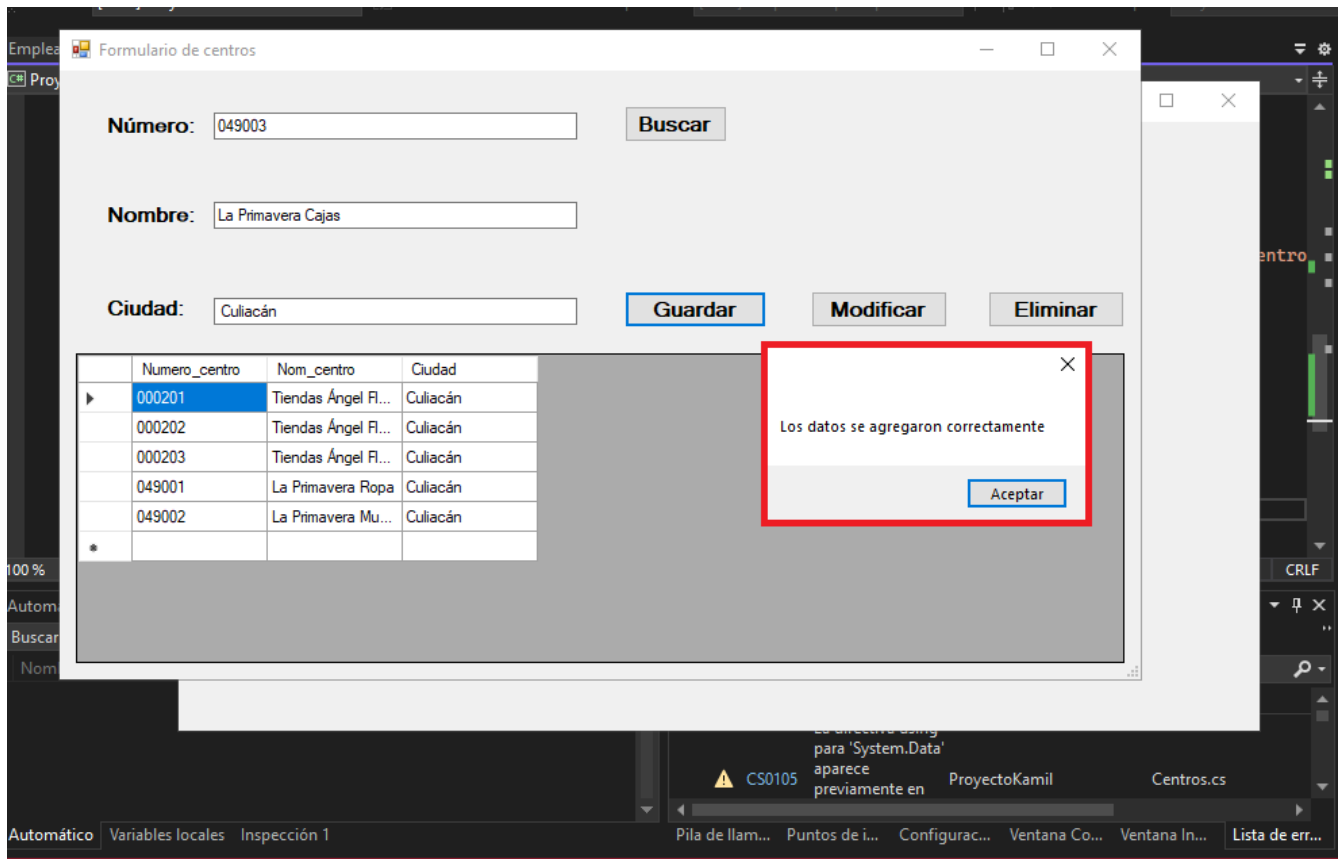 Formulario de centros
Número:
049003
Buscar
Nombre:
La Primavera Cajas
Ciudad:
Culiacán
Guardar
Modificar
Eliminar
Numero_centro Nom_centro Ciudad
000201 Tiendas Ángel Fl... Culiacán
000202 Tiendas Ángel Fl... Culiacán
000203 Tiendas Ángel Fl... Culiacán
049001 La Primavera Ropa Culiacán
049002 La Primavera Mu... Culiacán
Los datos se agregaron correctamente
Aceptar
Emplea
C# Proy
entro
100 %
CRLF
Autom
Buscar
Nom
para 'System.Data'
CS0105 aparece ProyectoKamil Centros.cs
previamente en
Automático Variables locales Inspección 1
Pila de llam... Puntos de i... Configurac... Ventana Co... Ventana In... Lista de err...